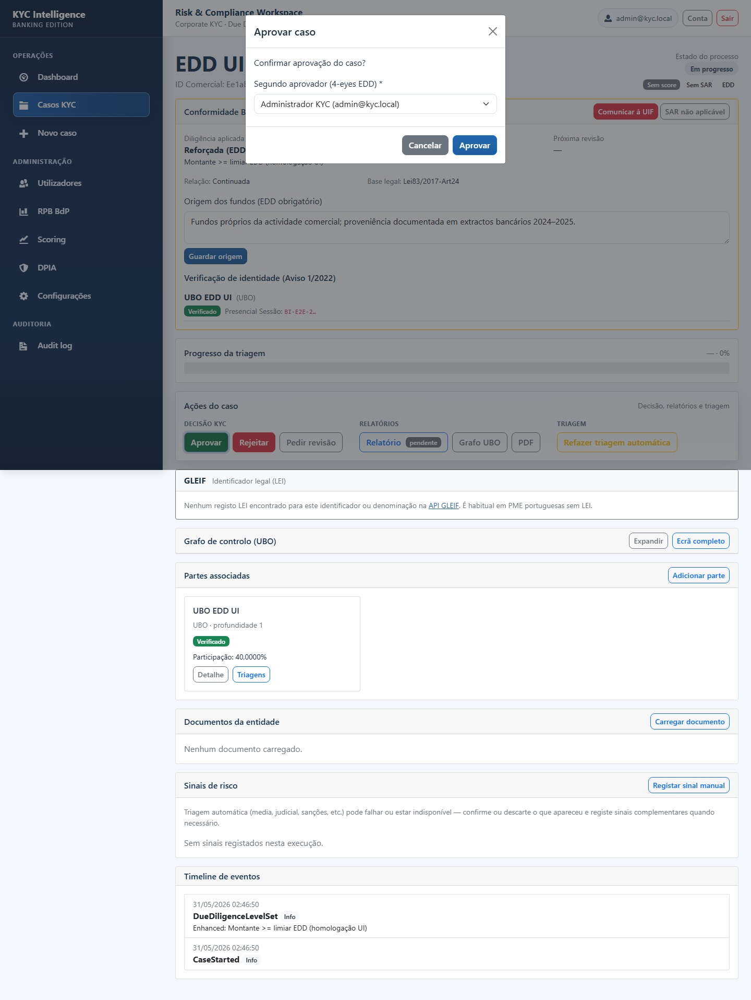 KYC Intelligence
BANKING EDITION
OPERAÇÕES
Dashboard
Casos KYC
Novo caso
ADMINISTRAÇÃO
Utilizadores
RPB BdP
Scoring
DPIA
Configurações
AUDITORIA
Audit log
Risk & Compliance Workspace
Corporate KYC · Due D
admin@kyc.local
Conta
Sair
Aprovar caso
Confirmar aprovação do caso?
Segundo aprovador (4-eyes EDD) *
Administrador KYC (admin@kyc.local)
Cancelar Aprovar
EDD UI
ID Comercial: Ee1ab
Estado do processo
Em progresso
Sem score Sem SAR EDD
Conformidade B
Comunicar à UIF SAR não aplicável
Diligência aplicada
Reforçada (EDD
Montante >= limiar EDD (homologação UI)
Próxima revisão
—
Relação: Continuada
Base legal: Lei83/2017-Art24
Origem dos fundos (EDD obrigatório)
Fundos próprios da actividade comercial; proveniência documentada em extractos bancários 2024–2025.
Guardar origem
Verificação de identidade (Aviso 1/2022)
UBO EDD UI (UBO)
Verificado Presencial Sessão: BI-E2E-2…
Progresso da triagem
— · 0%
Ações do caso
Decisão, relatórios e triagem
DECISÃO KYC
Aprovar Rejeitar Pedir revisão
RELATÓRIOS
Relatório pendente Grafo UBO PDF
TRIAGEM
Refazer triagem automática
GLEIF Identificador legal (LEI)
Nenhum registo LEI encontrado para este identificador ou denominação na API GLEIF. É habitual em PME portuguesas sem LEI.
Grafo de controlo (UBO)
Expandir Ecrã completo
Partes associadas
Adicionar parte
UBO EDD UI
UBO · profundidade 1
Verificado
Participação: 40,0000%
Detalhe Triagens
Documentos da entidade
Carregar documento
Nenhum documento carregado.
Sinais de risco
Registar sinal manual
Triagem automática (media, judicial, sanções, etc.) pode falhar ou estar indisponível — confirme ou descarte o que apareceu e registe sinais complementares quando
necessário.
Sem sinais registados nesta execução.
Timeline de eventos
31/05/2026 02:46:50
DueDiligenceLevelSet Info
Enhanced: Montante >= limiar EDD (homologação UI)
31/05/2026 02:46:50
CaseStarted Info